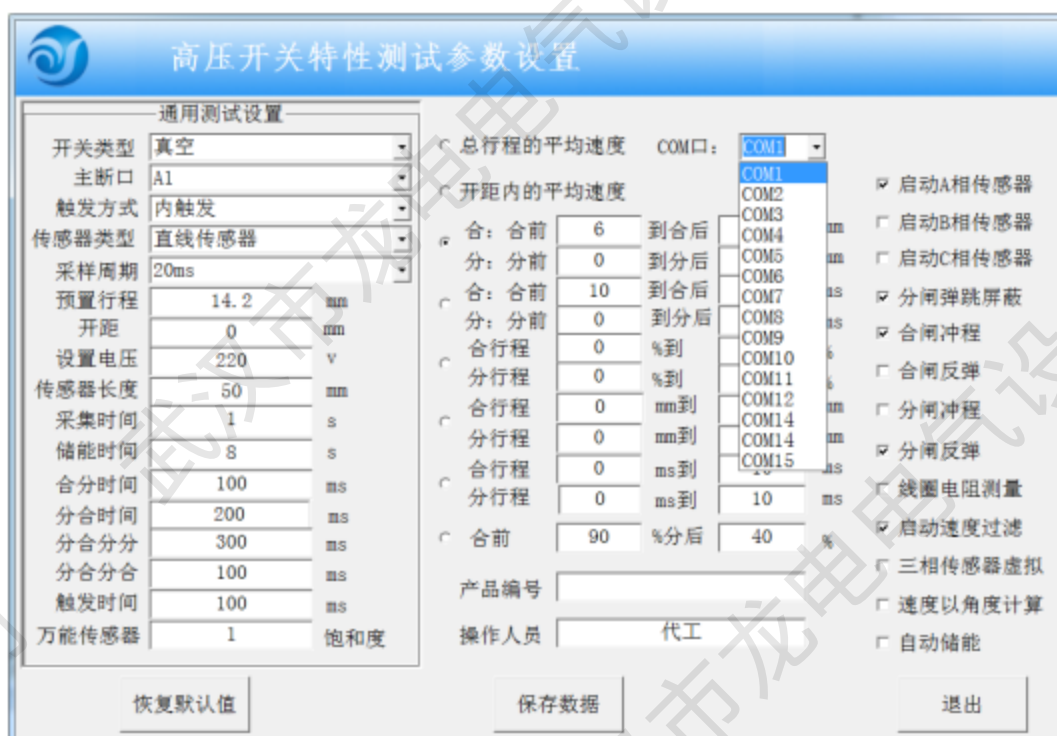 高压开关特性测试参数设置
通用测试设置
开关类型 真空
主断口 A1
触发方式 内触发
传感器类型 直线传感器
采样周期 20ms
预置行程 14.2 mm
开距 0 mm
设置电压 220 V
传感器长度 50 mm
采集时间 1 s
储能时间 8 s
合分时间 100 ms
分合时间 200 ms
分合分分 300 ms
分合分合 100 ms
触发时间 100 ms
万能传感器 1 饱和度
总行程的平均速度 COM口: COM1
开距内的平均速度
合: 合前 6 到合后 mm
分: 分前 0 到分后 mm
合: 合前 10 到合后 ms
分: 分前 0 到分后 ms
合行程 0 %到 %
分行程 0 %到 %
合行程 0 mm到 mm
分行程 0 mm到 mm
合行程 0 ms到 ms
分行程 0 ms到 10 ms
合前 90 %分后 40 %
COM1
COM2
COM3
COM4
COM5
COM6
COM7
COM8
COM9
COM10
COM11
COM12
COM14
COM14
COM15
产品编号
操作人员 代工
启动A相传感器
启动B相传感器
启动C相传感器
分闸弹跳屏蔽
合闸冲程
合闸反弹
分闸冲程
分闸反弹
线圈电阻测量
启动速度过滤
三相传感器虚拟
速度以角度计算
自动储能
恢复默认值 保存数据 退出
武汉市龙电电气设